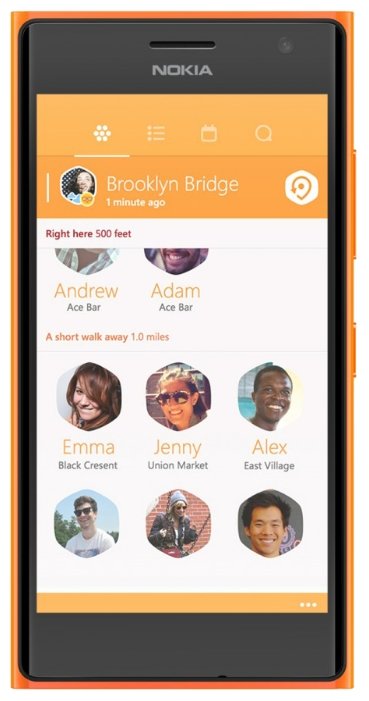 NOKIA
Brooklyn Bridge
1 minute ago
Right here 500 feet
Andrew Adam
Ace Bar Ace Bar
A short walk away 1.0 miles
Emma Jenny Alex
Black Cresent Union Market East Village